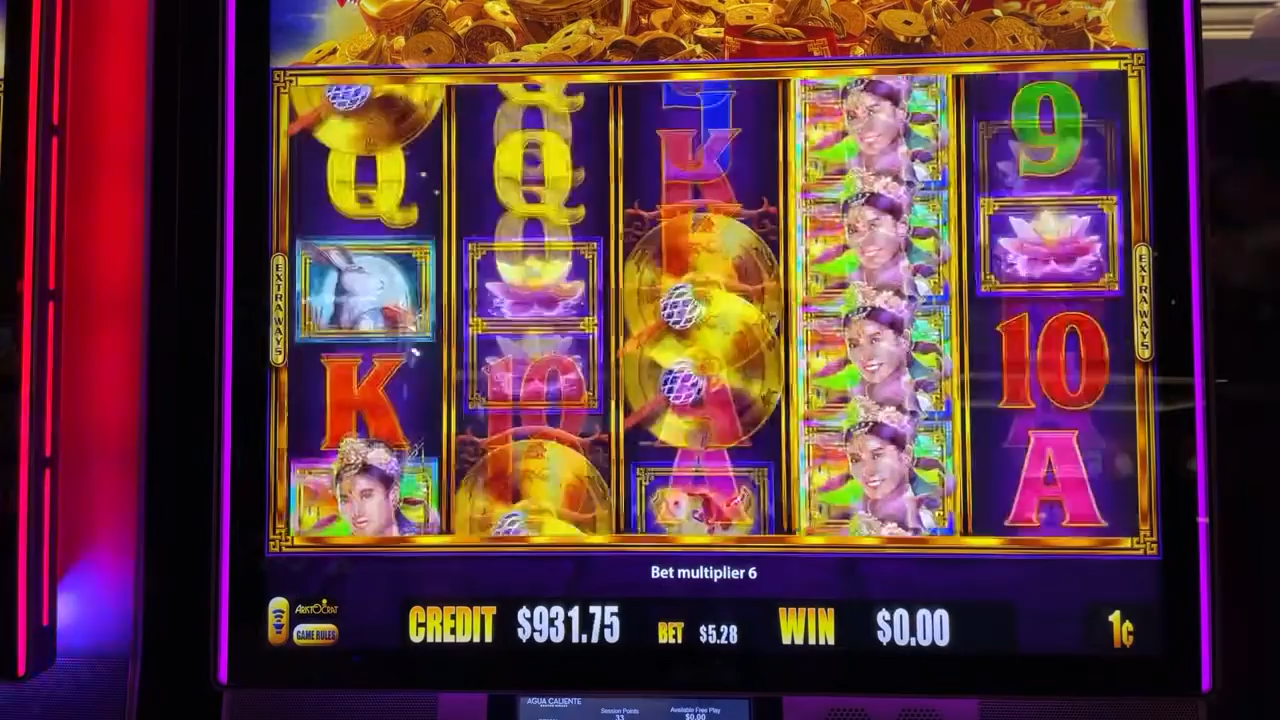 Q
Q
Q
J
K
9
K
10
10
A
A
EXTRA WAYS
EXTRA WAYS
Bet multiplier 6
ARISTOCRAT
GAME RULES
CREDIT $931.75 BET $5.28 WIN $0.00 1¢
AGUA CALIENTE
Session Points
33
Available Free Play
$0.00